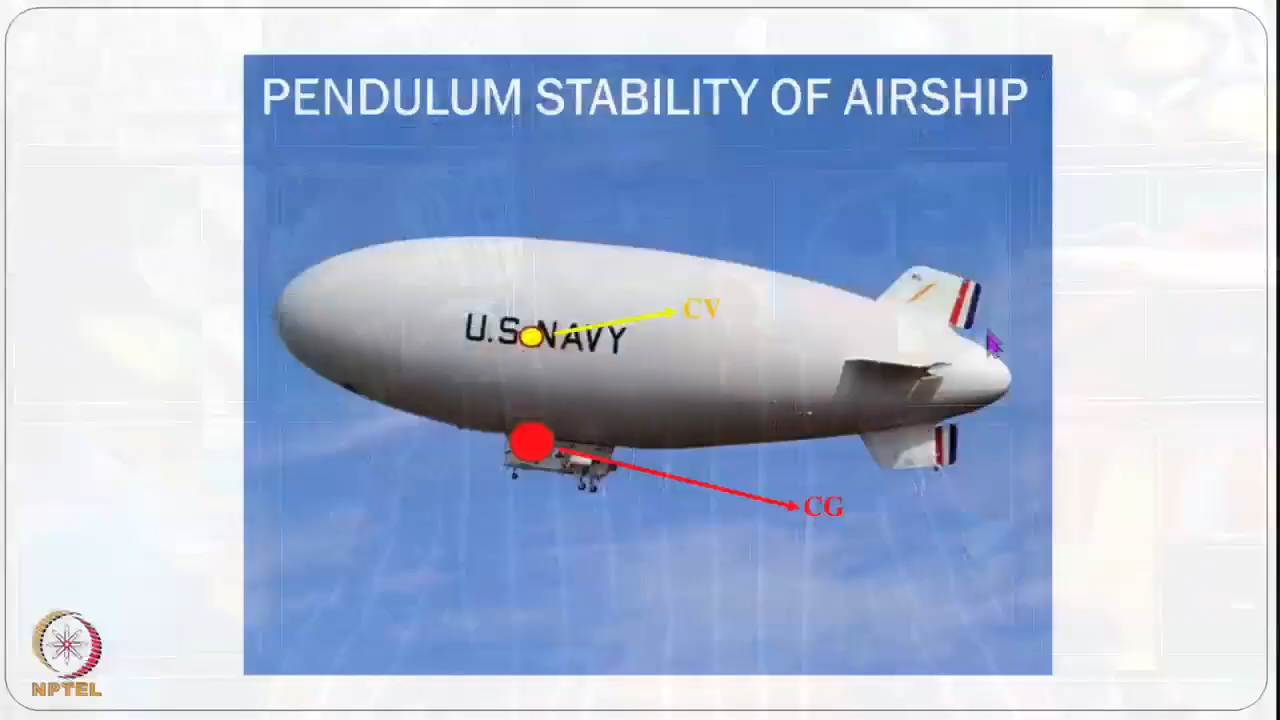 PENDULUM STABILITY OF AIRSHIP
CV
U.S NAVY
CG
NPTEL